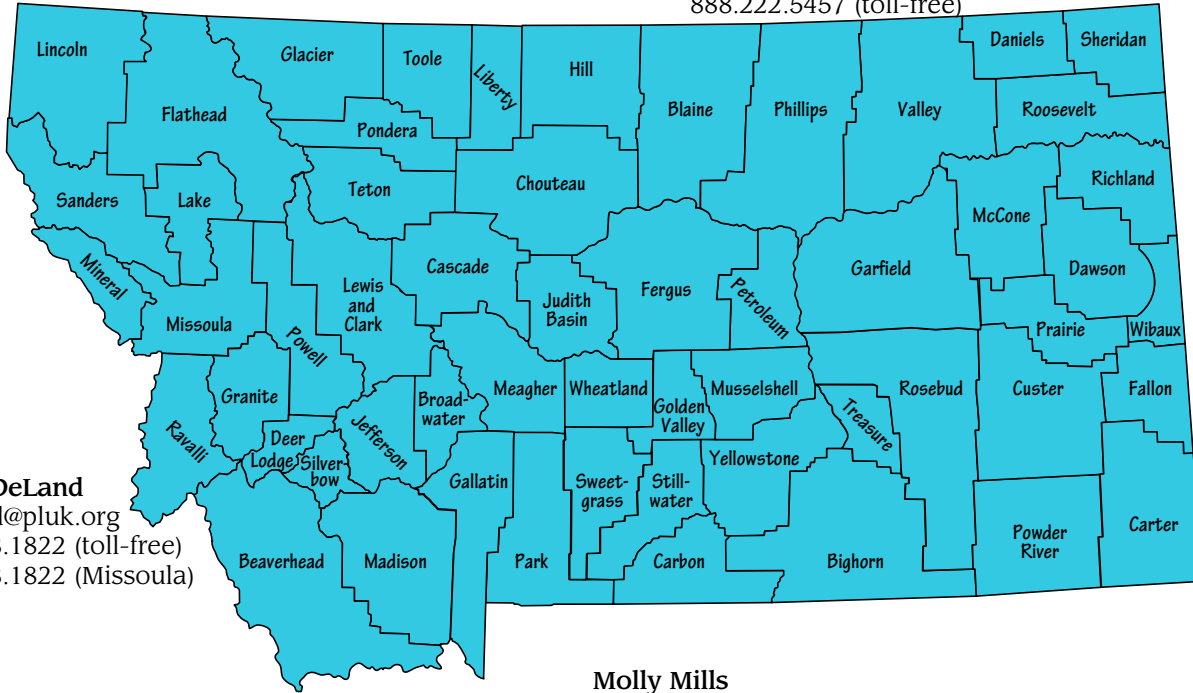 888.222.5457 (toll-free)
Lincoln
Flathead
Glacier
Toole
Liberty
Hill
Blaine
Phillips
Valley
Daniels
Sheridan
Roosevelt
Pondera
Teton
Chouteau
Richland
McCone
Sanders
Lake
Mineral
Missoula
Powell
Lewis
and
Clark
Cascade
Judith
Basin
Fergus
Petroleum
Garfield
Dawson
Prairie
Wibaux
Granite
Ravalli
Deer
Lodge
Silver-
bow
Jefferson
Broad-
water
Meagher
Wheatland
Golden
Valley
Musselshell
Treasure
Rosebud
Custer
Fallon
Gallatin
Sweet-
grass
Still-
water
Yellowstone
Beaverhead
Madison
Park
Carbon
Bighorn
Powder
River
Carter
DeLand
@pluk.org
.1822 (toll-free)
.1822 (Missoula)
Molly Mills